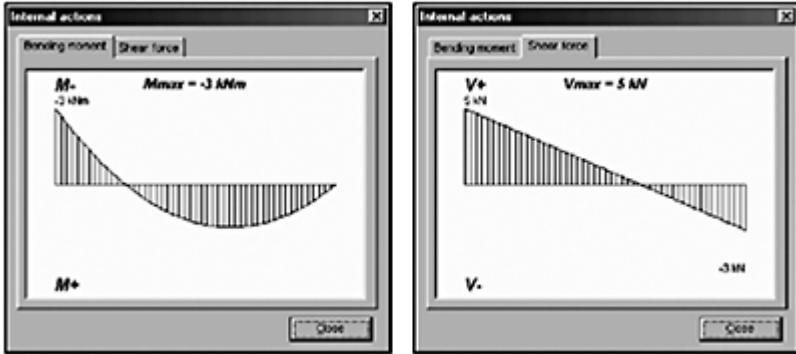 Internal actions
Bending moment
Shear force
M-
Mmax = -3 kNm
-3 kNm
M+
Close
Internal actions
Bending moment
Shear force
V+
Vmax = 5 kN
5 kN
-3 kN
V-
Close